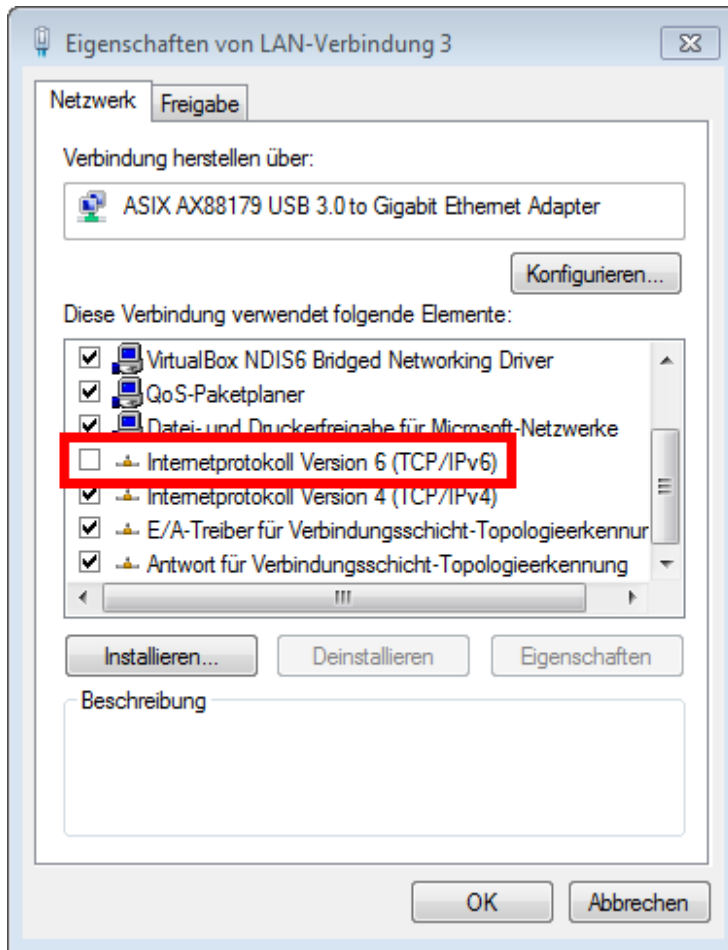 Eigenschaften von LAN-Verbindung 3
Netzwerk
Freigabe
Verbindung herstellen über:
ASIX AX88179 USB 3.0 to Gigabit Ethernet Adapter
Konfigurieren...
Diese Verbindung verwendet folgende Elemente:
VirtualBox NDIS6 Bridged Networking Driver
QoS-Paketplaner
Datei- und Druckerfreigabe für Microsoft-Netzwerke
Internetprotokoll Version 6 (TCP/IPv6)
Internetprotokoll Version 4 (TCP/IPv4)
E/A-Treiber für Verbindungsschicht-Topologieerkennur
Antwort für Verbindungsschicht-Topologieerkennung
Installieren...
Deinstallieren
Eigenschaften
Beschreibung
OK
Abbrechen